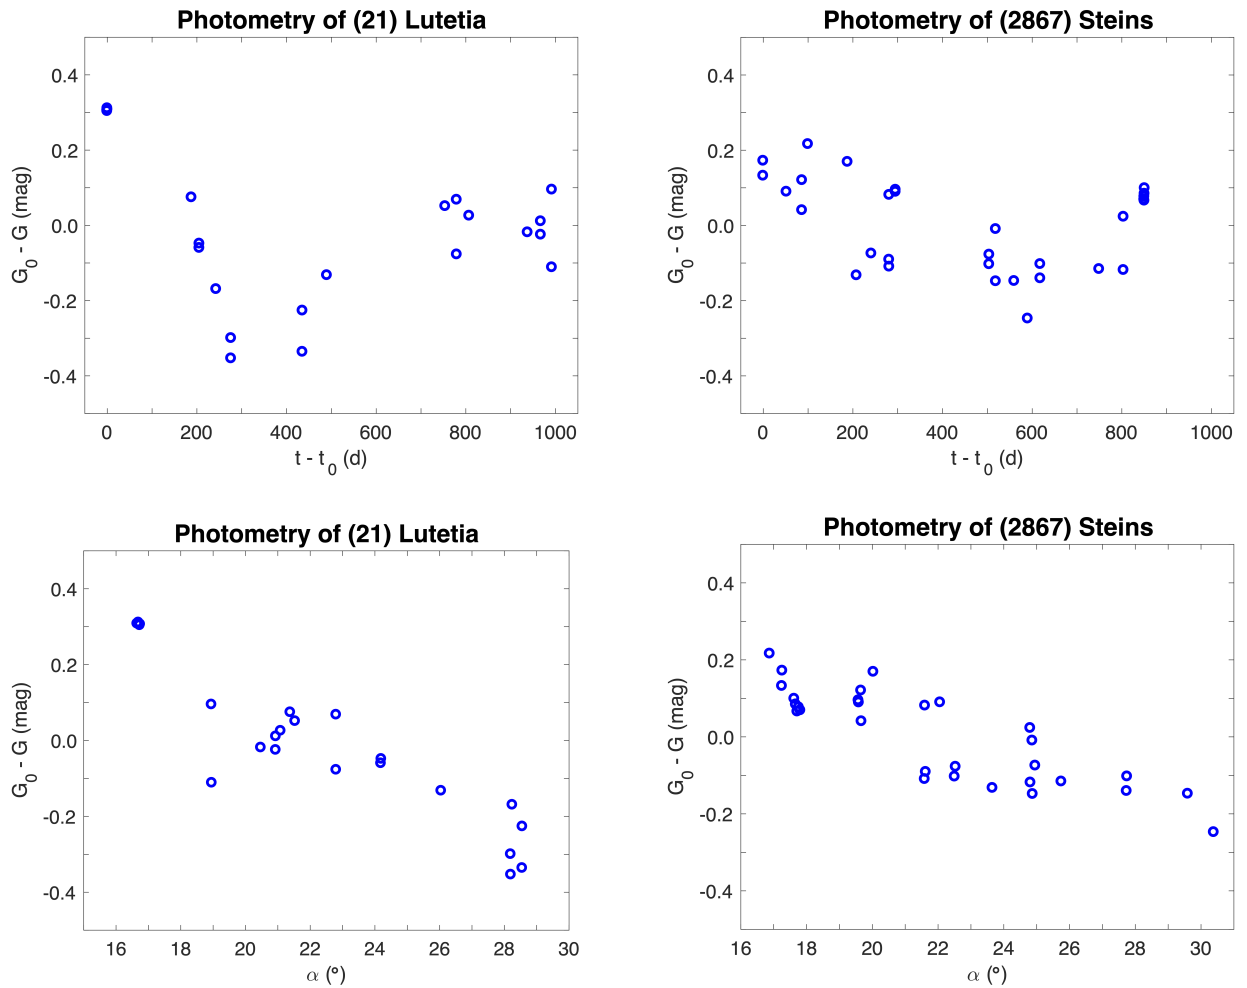 Photometry of (21) Lutetia
0.4
0.2
0.0
-0.2
-0.4
G0 - G (mag)
0 200 400 600 800 1000
t - t0 (d)
Photometry of (2867) Steins
0.4
0.2
0.0
-0.2
-0.4
G0 - G (mag)
0 200 400 600 800 1000
t - t0 (d)
Photometry of (21) Lutetia
0.4
0.2
0.0
-0.2
-0.4
G0 - G (mag)
16 18 20 22 24 26 28 30
α (°)
Photometry of (2867) Steins
0.4
0.2
0.0
-0.2
-0.4
G0 - G (mag)
16 18 20 22 24 26 28 30
α (°)